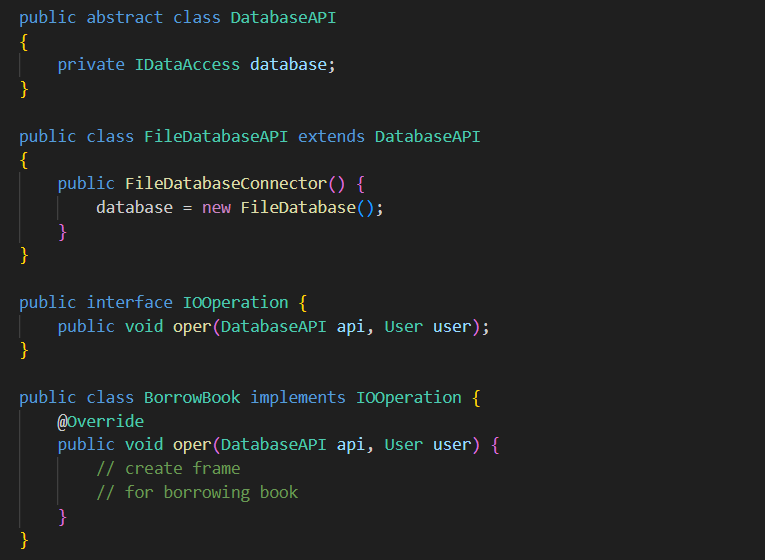 public abstract class DatabaseAPI
{
    private IDataAccess database;
}

public class FileDatabaseAPI extends DatabaseAPI
{
    public FileDatabaseConnector() {
        database = new FileDatabase();
    }
}

public interface IOOperation {
    public void oper(DatabaseAPI api, User user);
}

public class BorrowBook implements IOOperation {
    @Override
    public void oper(DatabaseAPI api, User user) {
        // create frame
        // for borrowing book
    }
}